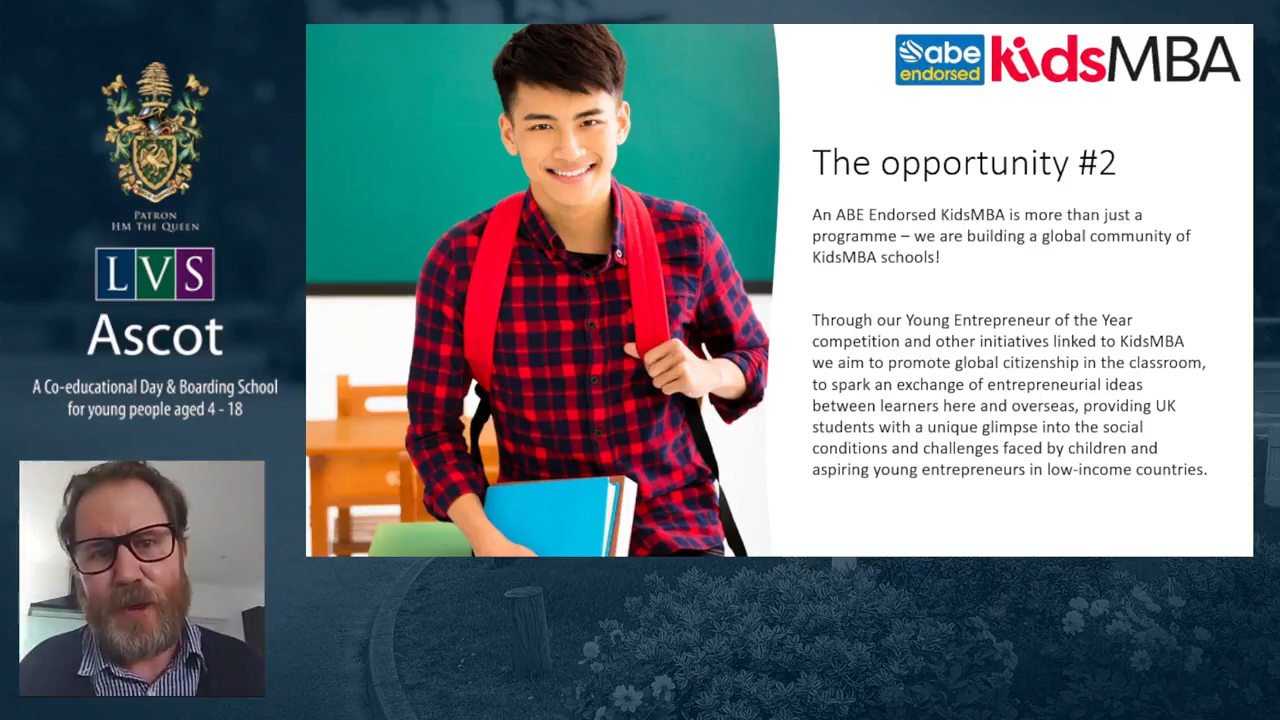 PATRON
HM THE QUEEN
LVS
Ascot
A Co-educational Day & Boarding School
for young people aged 4 - 18
abe
endorsed
kidsMBA
The opportunity #2
An ABE Endorsed KidsMBA is more than just a
programme – we are building a global community of
KidsMBA schools!
Through our Young Entrepreneur of the Year
competition and other initiatives linked to KidsMBA
we aim to promote global citizenship in the classroom,
to spark an exchange of entrepreneurial ideas
between learners here and overseas, providing UK
students with a unique glimpse into the social
conditions and challenges faced by children and
aspiring young entrepreneurs in low-income countries.